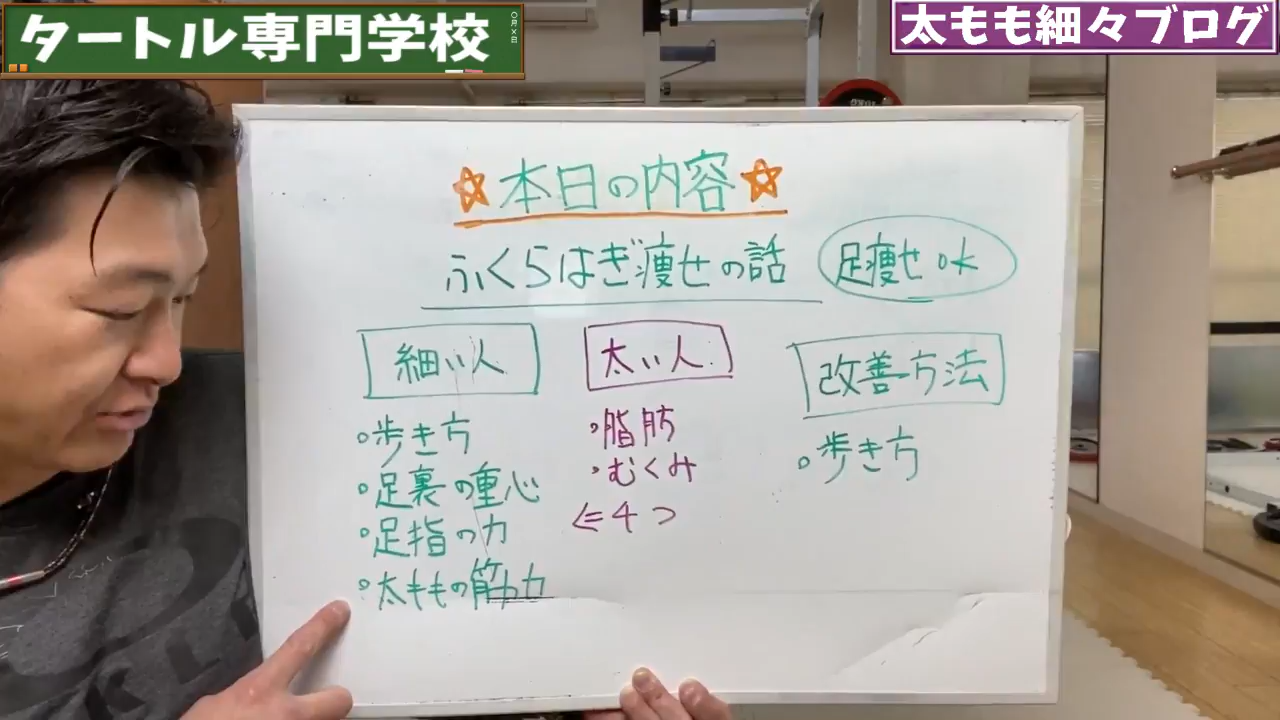 タートル専門学校
太もも細々ブログ
☆本日の内容☆
ふくらはぎ痩せの話
足痩せ水
細い人
・歩き方
・足裏の重心
・足指の力
・太ももの筋力
太い人
・脂肪
・むくみ
⇐4つ
改善方法
・歩き方